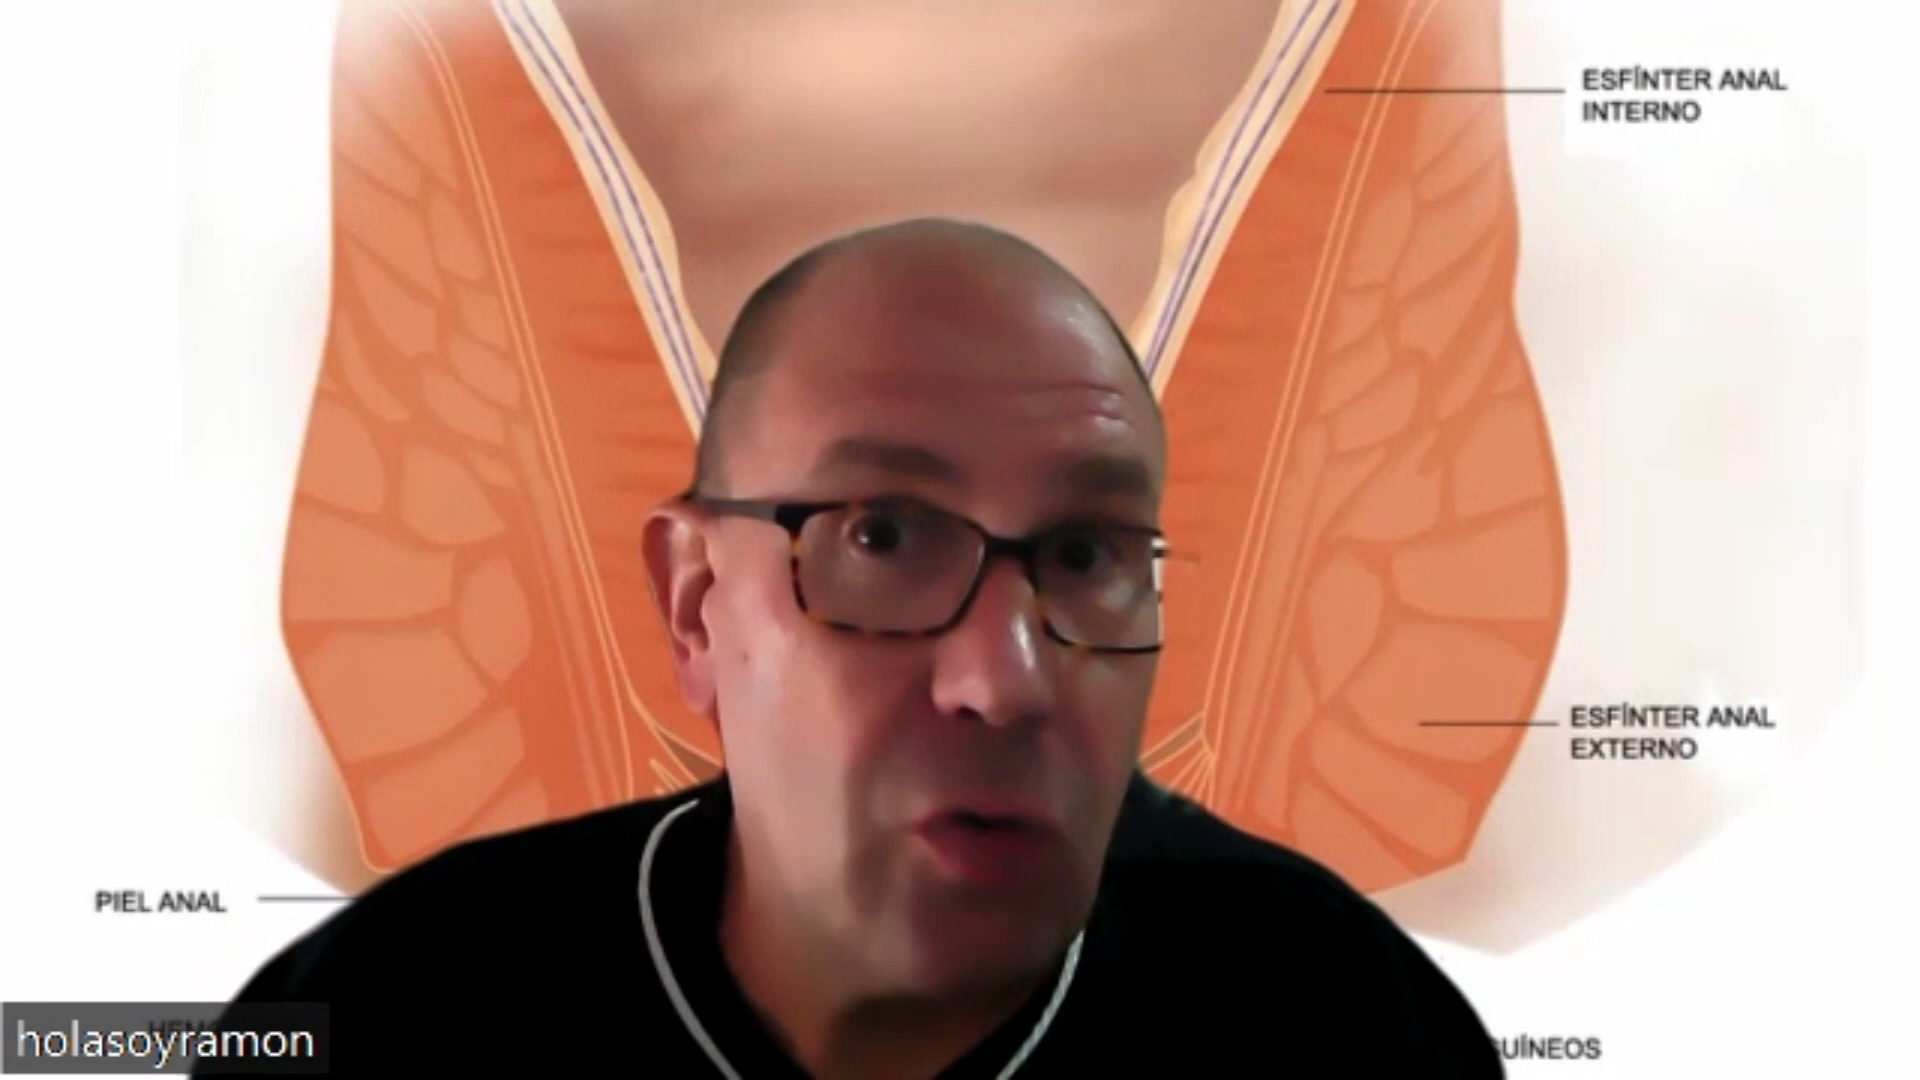 ESFÍNTER ANAL
INTERNO
ESFÍNTER ANAL
EXTERNO
PIEL ANAL
holasoyramon